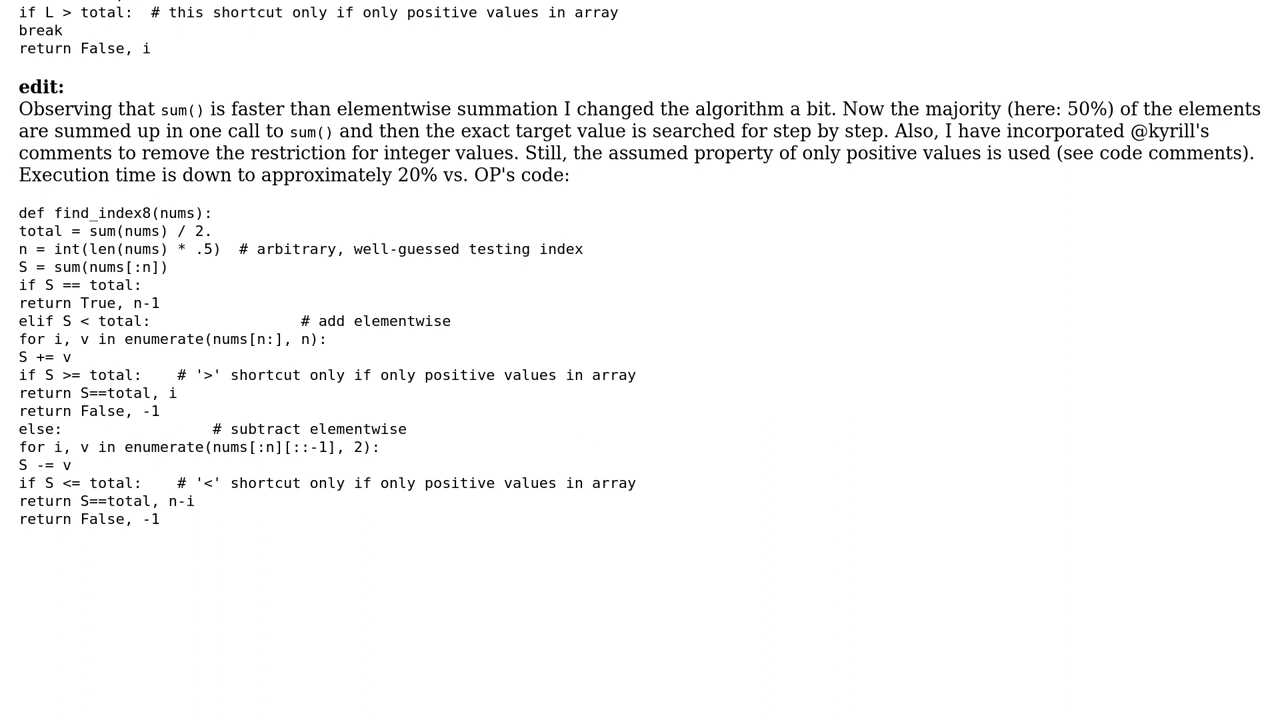 if L > total:  # this shortcut only if only positive values in array
break
return False, i
edit:
Observing that sum() is faster than elementwise summation I changed the algorithm a bit. Now the majority (here: 50%) of the elements
are summed up in one call to sum() and then the exact target value is searched for step by step. Also, I have incorporated @kyrill's
comments to remove the restriction for integer values. Still, the assumed property of only positive values is used (see code comments).
Execution time is down to approximately 20% vs. OP's code:
def find_index8(nums):
total = sum(nums) / 2.
n = int(len(nums) * .5)  # arbitrary, well-guessed testing index
S = sum(nums[:n])
if S == total:
return True, n-1
elif S < total:                 # add elementwise
for i, v in enumerate(nums[n:], n):
S += v
if S >= total:    # '>' shortcut only if only positive values in array
return S==total, i
return False, -1
else:                 # subtract elementwise
for i, v in enumerate(nums[:n][::-1], 2):
S -= v
if S <= total:    # '<' shortcut only if only positive values in array
return S==total, n-i
return False, -1